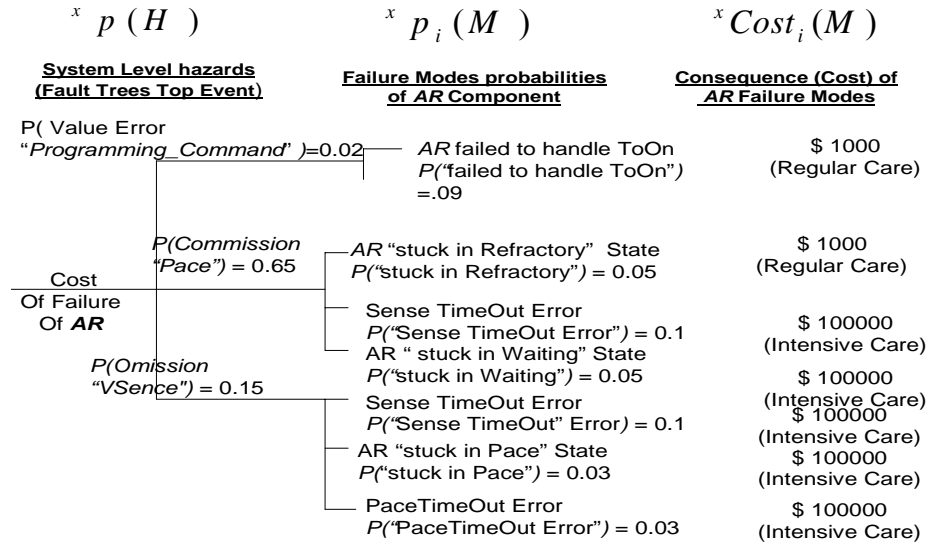 x p ( H )
x p i ( M )
x Cost i ( M )
System Level hazards
(Fault Trees Top Event)
Failure Modes probabilities
of AR Component
Consequence (Cost) of
AR Failure Modes
P( Value Error
“Programming_Command” )=0.02
AR failed to handle ToOn
P(“failed to handle ToOn”)
=.09
$ 1000
(Regular Care)
P(Commission
“Pace”) = 0.65
AR “stuck in Refractory” State
P(“stuck in Refractory”) = 0.05
$ 1000
(Regular Care)
Cost
Of Failure
Of AR
Sense TimeOut Error
P(“Sense TimeOut Error”) = 0.1
$ 100000
(Intensive Care)
AR “ stuck in Waiting” State
P(“stuck in Waiting”) = 0.05
$ 100000
(Intensive Care)
P(Omission
“VSence") = 0.15
Sense TimeOut Error
P(“Sense TimeOut” Error) = 0.1
$ 100000
(Intensive Care)
AR “stuck in Pace” State
P(“stuck in Pace”) = 0.03
$ 100000
(Intensive Care)
PaceTimeOut Error
P(“PaceTimeOut Error”) = 0.03
$ 100000
(Intensive Care)